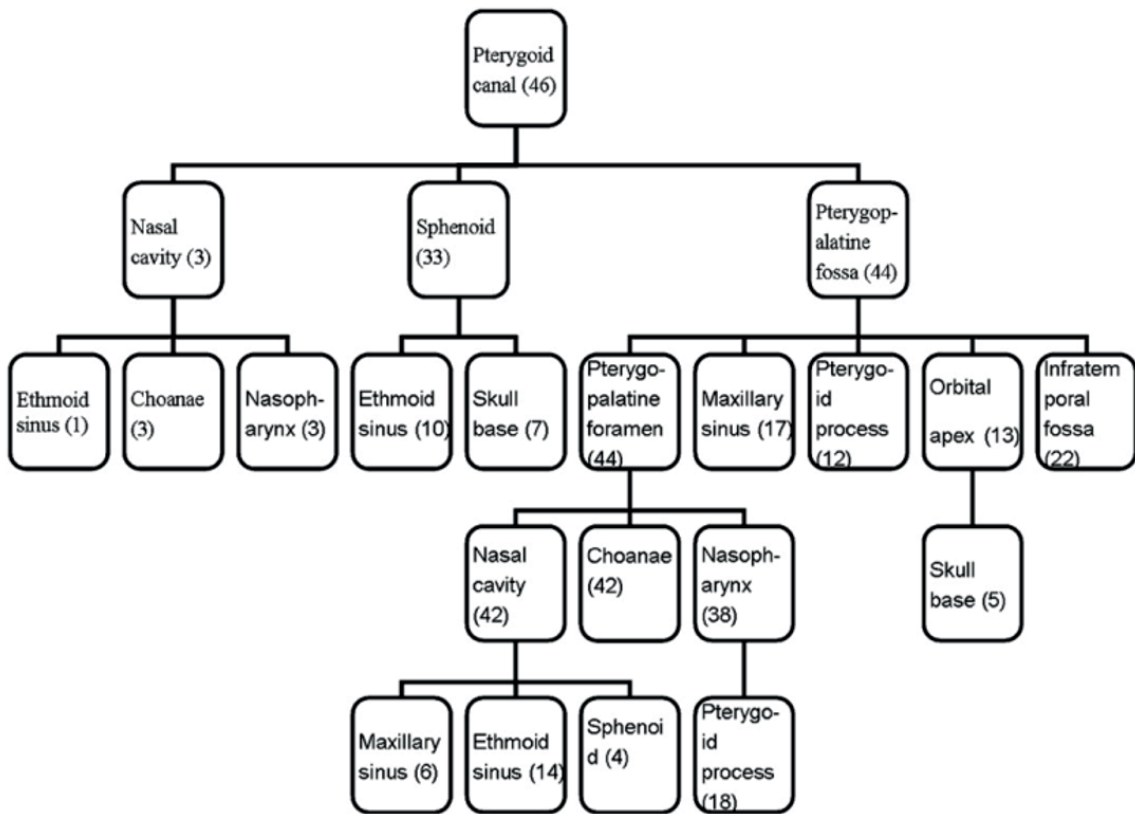 Pterygoid
canal (46)
Nasal
cavity (3)
Sphenoid
(33)
Pterygop-
alatine
fossa (44)
Ethmoid
sinus (1)
Choanae
(3)
Nasoph-
arynx (3)
Ethmoid
sinus (10)
Skull
base (7)
Pterygo-
palatine
foramen
(44)
Maxillary
sinus (17)
Pterygo-
id
process
(12)
Orbital
apex (13)
Infratem
poral
fossa
(22)
Nasal
cavity
(42)
Choanae
(42)
Nasoph-
arynx
(38)
Skull
base (5)
Maxillary
sinus (6)
Ethmoid
sinus (14)
Sphenoi
d (4)
Pterygo-
id
process
(18)